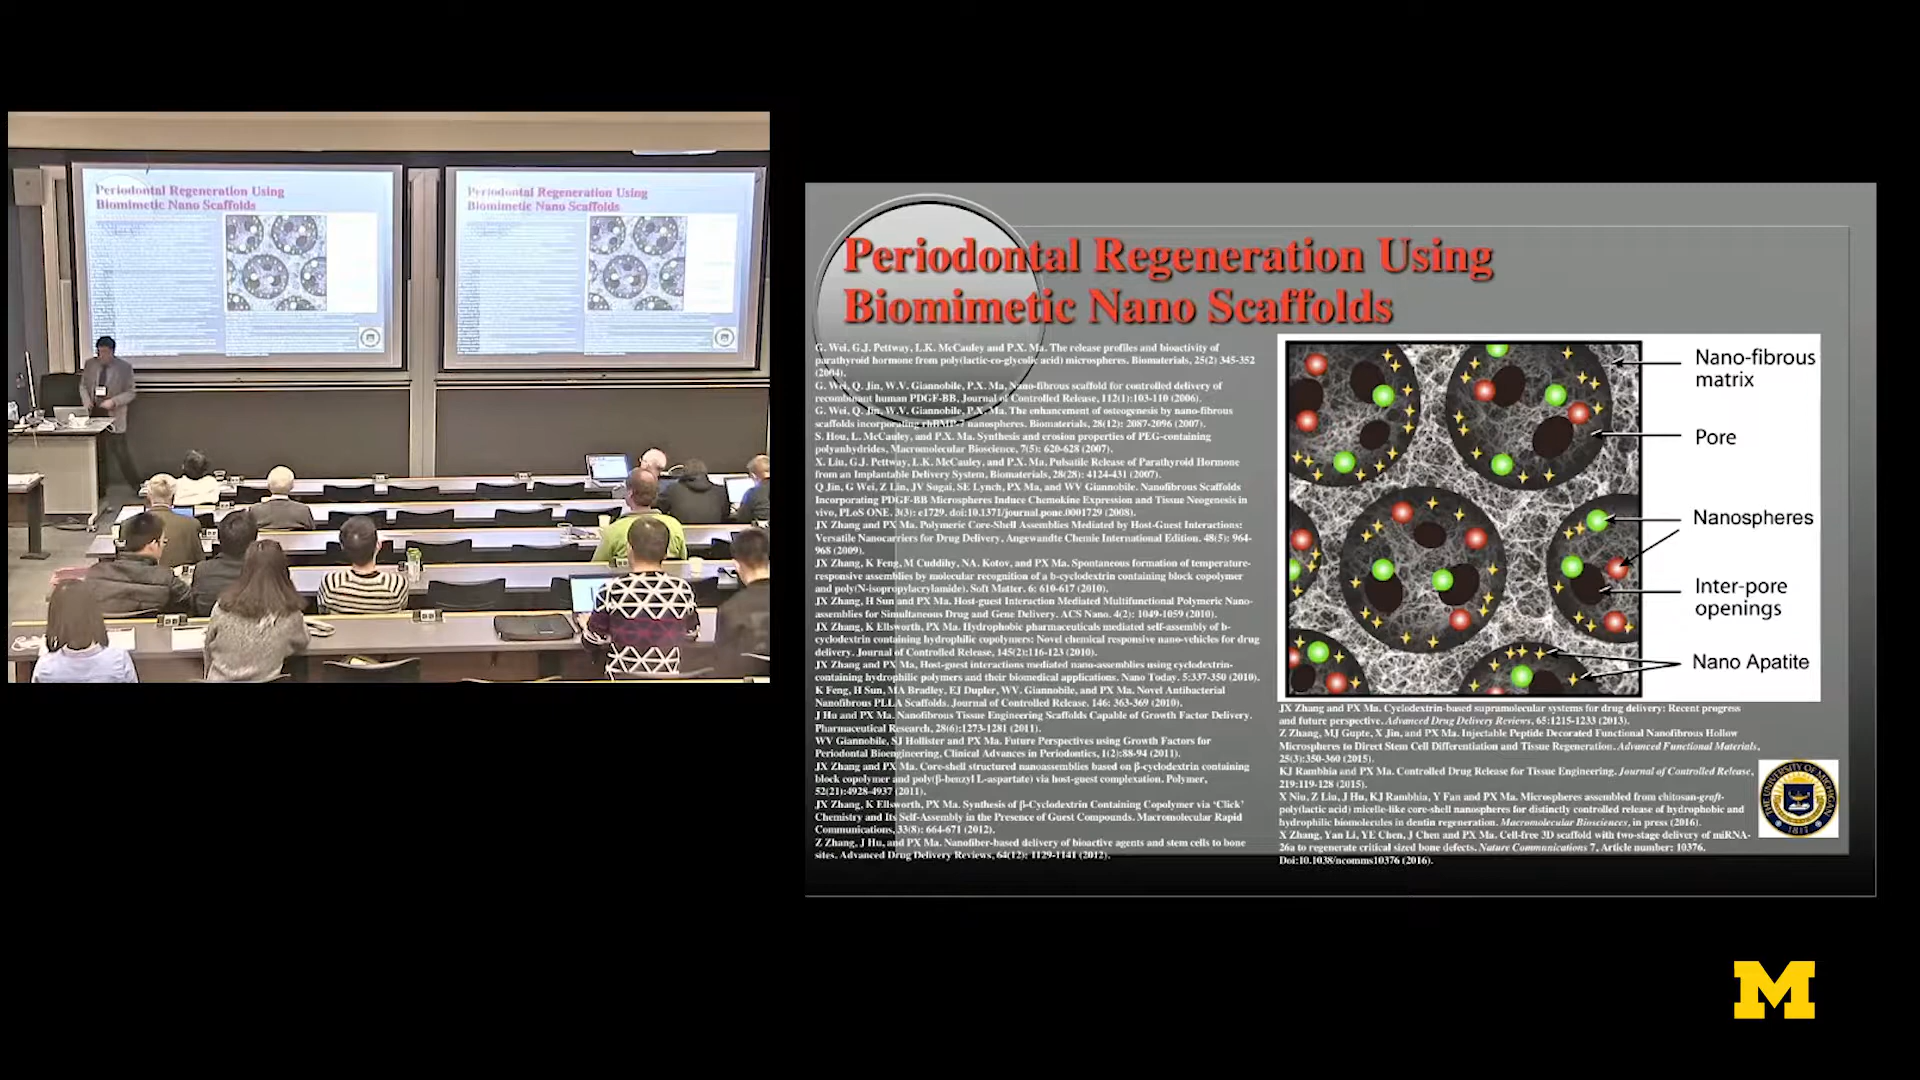 Periodontal Regeneration Using
Biomimetic Nano Scaffolds
Periodontal Regeneration Using
Biomimetic Nano Scaffolds
Periodontal Regeneration Using
Biomimetic Nano Scaffolds
G. Wei, G.J. Pettway, L.K. McCauley and P.X. Ma. The release profiles and bioactivity of
parathyroid hormone from poly(lactic-co-glycolic acid) microspheres. Biomaterials, 25(2) 345-352
(2004).
G. Wei, Q. Jin, W.V. Giannobile, P.X. Ma. Nano-fibrous scaffold for controlled delivery of
recombinant human PDGF-BB, Journal of Controlled Release, 112(1):103-110 (2006).
G. Wei, Q. Jin, W.V. Giannobile, P.X. Ma. The enhancement of osteogenesis by nano-fibrous
scaffolds incorporating rhBMP-7 nanospheres. Biomaterials, 28(12): 2087-2096 (2007).
S. Hou, L. McCauley, and P.X. Ma. Synthesis and erosion properties of PEG-containing
polyanhydrides, Macromolecular Bioscience, 7(5): 620-628 (2007).
X. Liu, G.J. Pettway, L.K. McCauley, and P.X. Ma. Pulsatile Release of Parathyroid Hormone
from an Implantable Delivery System, Biomaterials, 28(28): 4124-431 (2007).
Q Jin, G Wei, Z Lin, JV Sugai, SE Lynch, PX Ma, and WV Giannobile. Nanofibrous Scaffolds
Incorporating PDGF-BB Microspheres Induce Chemokine Expression and Tissue Neogenesis in
vivo, PLoS ONE. 3(3): e1729. doi:10.1371/journal.pone.0001729 (2008).
JX Zhang and PX Ma. Polymeric Core-Shell Assemblies Mediated by Host-Guest Interactions:
Versatile Nanocarriers for Drug Delivery, Angewandte Chemie International Edition. 48(5): 964-
968 (2009).
JX Zhang, K Feng, M Cuddihy, NA. Kotov, and PX Ma. Spontaneous formation of temperature-
responsive assemblies by molecular recognition of a b-cyclodextrin containing block copolymer
and poly(N-isopropylacrylamide). Soft Matter. 6: 610-617 (2010).
JX Zhang, H Sun and PX Ma. Host-guest Interaction Mediated Multifunctional Polymeric Nano-
assemblies for Simultaneous Drug and Gene Delivery. ACS Nano. 4(2): 1049-1059 (2010).
JX Zhang, K Ellsworth, PX Ma. Hydrophobic pharmaceuticals mediated self-assembly of b-
cyclodextrin containing hydrophilic copolymers: Novel chemical responsive nano-vehicles for drug
delivery. Journal of Controlled Release, 145(2):116-123 (2010).
JX Zhang and PX Ma, Host-guest interactions mediated nano-assemblies using cyclodextrin-
containing hydrophilic polymers and their biomedical applications. Nano Today. 5:337-350 (2010).
K Feng, H Sun, MA Bradley, EJ Dupler, WV. Giannobile, and PX Ma. Novel Antibacterial
Nanofibrous PLLA Scaffolds. Journal of Controlled Release. 146: 363-369 (2010).
J Hu and PX Ma. Nanofibrous Tissue Engineering Scaffolds Capable of Growth Factor Delivery.
Pharmaceutical Research, 28(6):1273-1281 (2011).
WV Giannobile, SJ Hollister and PX Ma. Future Perspectives using Growth Factors for
Periodontal Bioengineering, Clinical Advances in Periodontics, 1(2):88-94 (2011).
JX Zhang and PX Ma. Core-shell structured nanoassemblies based on β-cyclodextrin containing
block copolymer and poly(β-benzyl L-aspartate) via host-guest complexation. Polymer,
52(21):4928-4937 (2011).
JX Zhang, K Ellsworth, PX Ma. Synthesis of β-Cyclodextrin Containing Copolymer via 'Click'
Chemistry and Its Self-Assembly in the Presence of Guest Compounds. Macromolecular Rapid
Communications, 33(8): 664-671 (2012).
Z Zhang, J Hu, and PX Ma. Nanofiber-based delivery of bioactive agents and stem cells to bone
sites. Advanced Drug Delivery Reviews, 64(12): 1129-1141 (2012).
Nano-fibrous
matrix
Pore
Nanospheres
Inter-pore
openings
Nano Apatite
JX Zhang and PX Ma. Cyclodextrin-based supramolecular systems for drug delivery: Recent progress
and future perspective. Advanced Drug Delivery Reviews, 65:1215-1233 (2013).
Z Zhang, MJ Gupte, X Jin, and PX Ma. Injectable Peptide Decorated Functional Nanofibrous Hollow
Microspheres to Direct Stem Cell Differentiation and Tissue Regeneration. Advanced Functional Materials,
25(3):350-360 (2015).
KJ Rambhia and PX Ma. Controlled Drug Release for Tissue Engineering. Journal of Controlled Release,
219:119-128 (2015).
X Niu, Z Liu, J Hu, KJ Rambhia, Y Fan and PX Ma. Microspheres assembled from chitosan-graft-
poly(lactic acid) micelle-like core-shell nanospheres for distinctly controlled release of hydrophobic and
hydrophilic biomolecules in dentin regeneration. Macromolecular Biosciences, in press (2016).
X Zhang, Yan Li, YE Chen, J Chen and PX Ma. Cell-free 3D scaffold with two-stage delivery of miRNA-
26a to regenerate critical sized bone defects. Nature Communications 7, Article number: 10376.
Doi:10.1038/ncomms10376 (2016).
THE UNIVERSITY OF MICHIGAN
1817
M